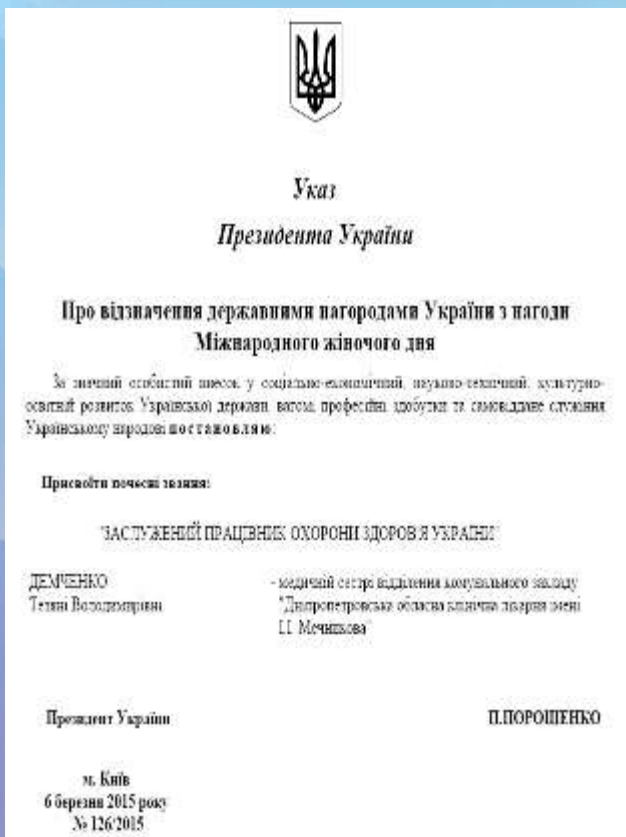 Указ
Президента України
Про відзначення державними нагородами України з нагоди
Міжнародного жіночого дня
За значний особистий внесок у соціально-економічний, науково-технічний, культурно-
освітній розвиток Української держави, вагомі професійні здобутки та самовіддане служіння
Українському народові постановляю:
Присвоїти почесні звання:
"ЗАСЛУЖЕНИЙ ПРАЦІВНИК ОХОРОНИ ЗДОРОВ'Я УКРАЇНИ"
ДЕМЧЕНКО
Тетяні Володимирівні
- медичній сестрі відділення комунального закладу
"Дніпропетровська обласна клінічна лікарня імені
І.І. Мечникова"
Президент України
П.ПОРОШЕНКО
м. Київ
6 березня 2015 року
№ 126/2015